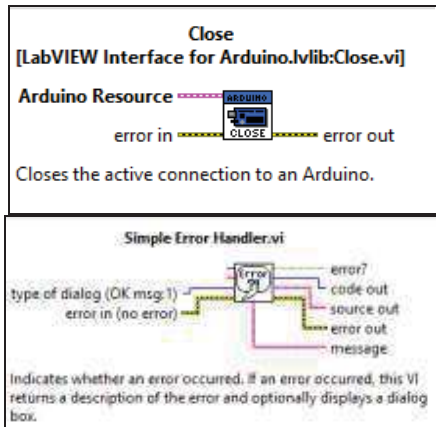 Close
[LabVIEW Interface for Arduino.lvlib:Close.vi]
Arduino Resource
ARDUINO
error in
CLOSE
error out
Closes the active connection to an Arduino.
Simple Error Handler.vi
Error
error?
type of dialog (OK msg:1)
code out
error in (no error)
source out
error out
message
Indicates whether an error occurred. If an error occurred, this VI
returns a description of the error and optionally displays a dialog
box.